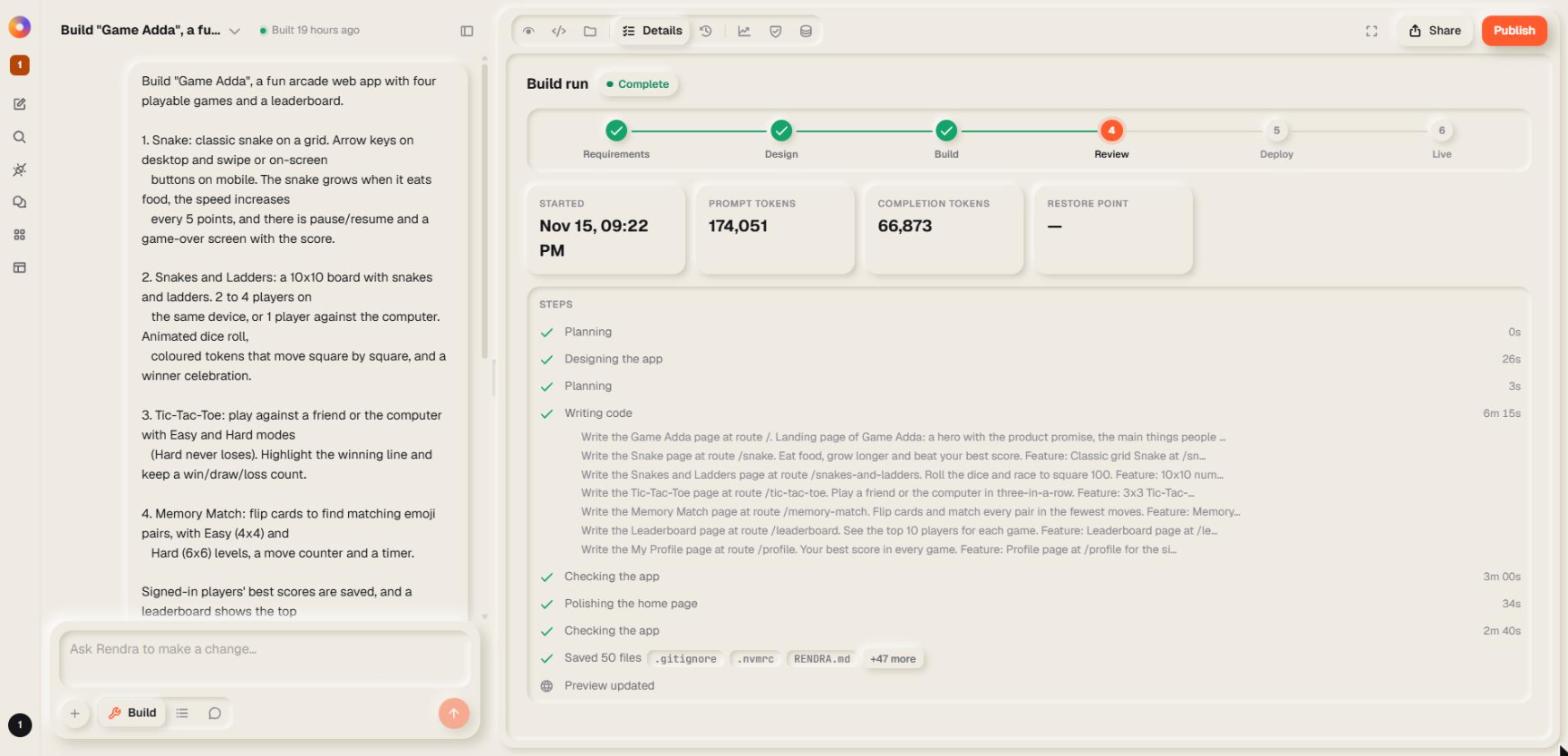 Build "Game Adda", a fu...
Built 19 hours ago
1
Build "Game Adda", a fun arcade web app with four
playable games and a leaderboard.
1. Snake: classic snake on a grid. Arrow keys on
desktop and swipe or on-screen
buttons on mobile. The snake grows when it eats
food, the speed increases
every 5 points, and there is pause/resume and a
game-over screen with the score.
2. Snakes and Ladders: a 10x10 board with snakes
and ladders. 2 to 4 players on
the same device, or 1 player against the computer.
Animated dice roll,
coloured tokens that move square by square, and a
winner celebration.
3. Tic-Tac-Toe: play against a friend or the computer
with Easy and Hard modes
(Hard never loses). Highlight the winning line and
keep a win/draw/loss count.
4. Memory Match: flip cards to find matching emoji
pairs, with Easy (4x4) and
Hard (6x6) levels, a move counter and a timer.
Signed-in players' best scores are saved, and a
leaderboard shows the top
Ask Rendra to make a change...
Build
1
Details
Share
Publish
Build run
Complete
4
5
6
Requirements
Design
Build
Review
Deploy
Live
STARTED
Nov 15, 09:22
PM
PROMPT TOKENS
174,051
COMPLETION TOKENS
66,873
RESTORE POINT
—
STEPS
Planning 0s
Designing the app 26s
Planning 3s
Writing code 6m 15s
Write the Game Adda page at route /. Landing page of Game Adda: a hero with the product promise, the main things people ...
Write the Snake page at route /snake. Eat food, grow longer and beat your best score. Feature: Classic grid Snake at /sn...
Write the Snakes and Ladders page at route /snakes-and-ladders. Roll the dice and race to square 100. Feature: 10x10 num...
Write the Tic-Tac-Toe page at route /tic-tac-toe. Play a friend or the computer in three-in-a-row. Feature: 3x3 Tic-Tac-...
Write the Memory Match page at route /memory-match. Flip cards and match every pair in the fewest moves. Feature: Memory...
Write the Leaderboard page at route /leaderboard. See the top 10 players for each game. Feature: Leaderboard page at /le...
Write the My Profile page at route /profile. Your best score in every game. Feature: Profile page at /profile for the si...
Checking the app 3m 00s
Polishing the home page 34s
Checking the app 2m 40s
Saved 50 files .gitignore .nvmrc RENDRA.md +47 more
Preview updated